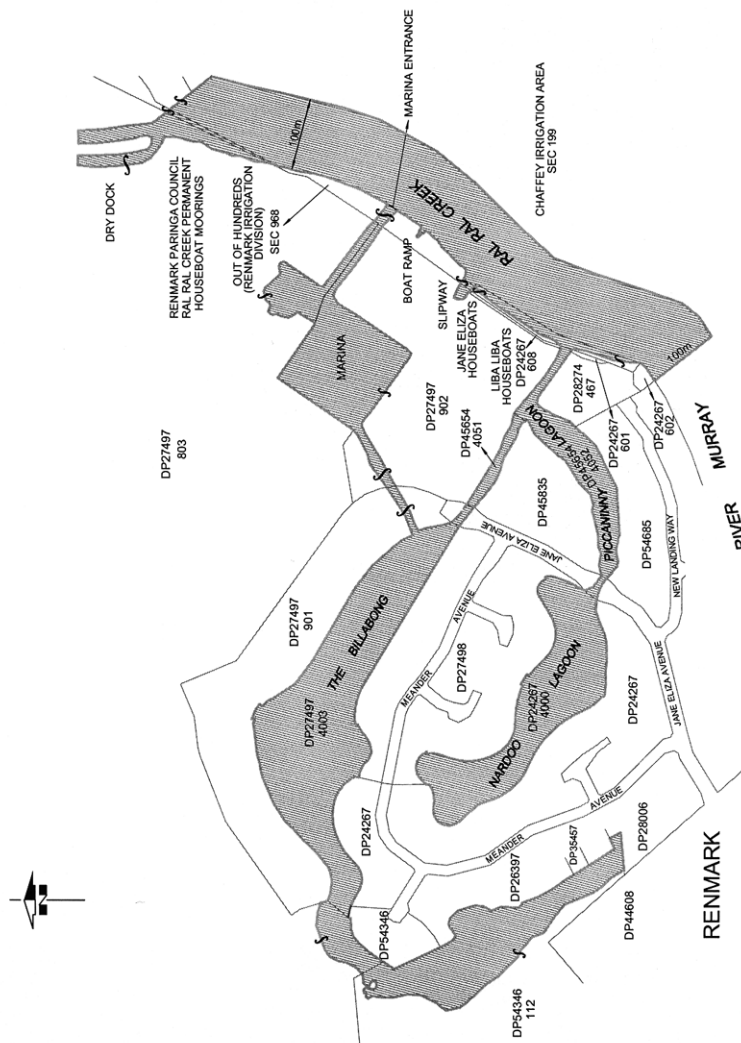 DRY DOCK
RENMARK PARINGA COUNCIL
RAL RAL CREEK PERMANENT
HOUSEBOAT MOORINGS
OUT OF HUNDREDS
(RENMARK IRRIGATION
DIVISION)
SEC 968
100m
MARINA ENTRANCE
RAL RAL CREEK
CHAFFEY IRRIGATION AREA
SEC 199
BOAT RAMP
SLIPWAY
JANE ELIZA
HOUSEBOATS
LIBA LIBA
HOUSEBOATS
DP24267
608
MARINA
DP27497
803
DP27497
902
DP45654
4051
DP28274
467
DP24267
601
DP24267
602
100m
MURRAY
RIVER
PICCANINNY LAGOON
DP45654
4052
DP45835
DP54685
NEW LANDING WAY
JANE ELIZA AVENUE
DP27497
901
THE BILLABONG
DP27497
4003
MEANDER AVENUE
DP27498
NARDOO LAGOON
DP24267
4000
DP24267
JANE ELIZA AVENUE
DP24267
MEANDER AVENUE
DP26397
DP35457
DP28006
DP54346
DP44608
DP54346
112
RENMARK
N